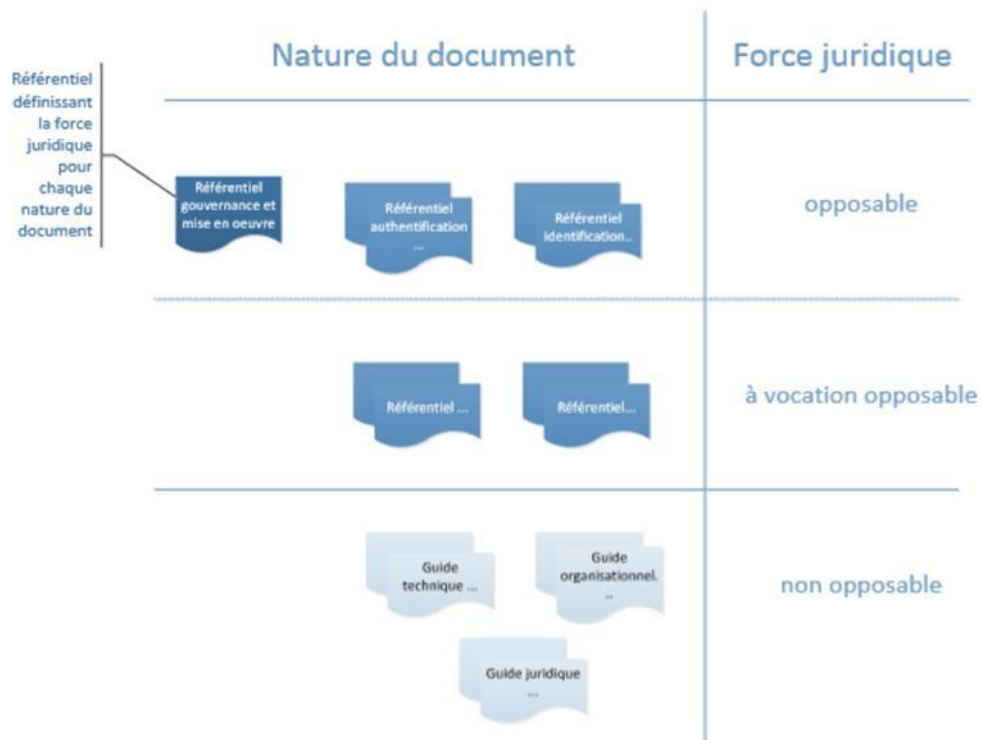 Nature du document
Force juridique
Référentiel
définissant
la force
juridique
pour
chaque
nature du
document
Référentiel
gouvernance et
mise en oeuvre
Référentiel
authentification
...
Référentiel
identification..
opposable
Référentiel ...
Référentiel...
à vocation opposable
Guide
technique ...
Guide
organisationnel.
..
non opposable
Guide juridique
...